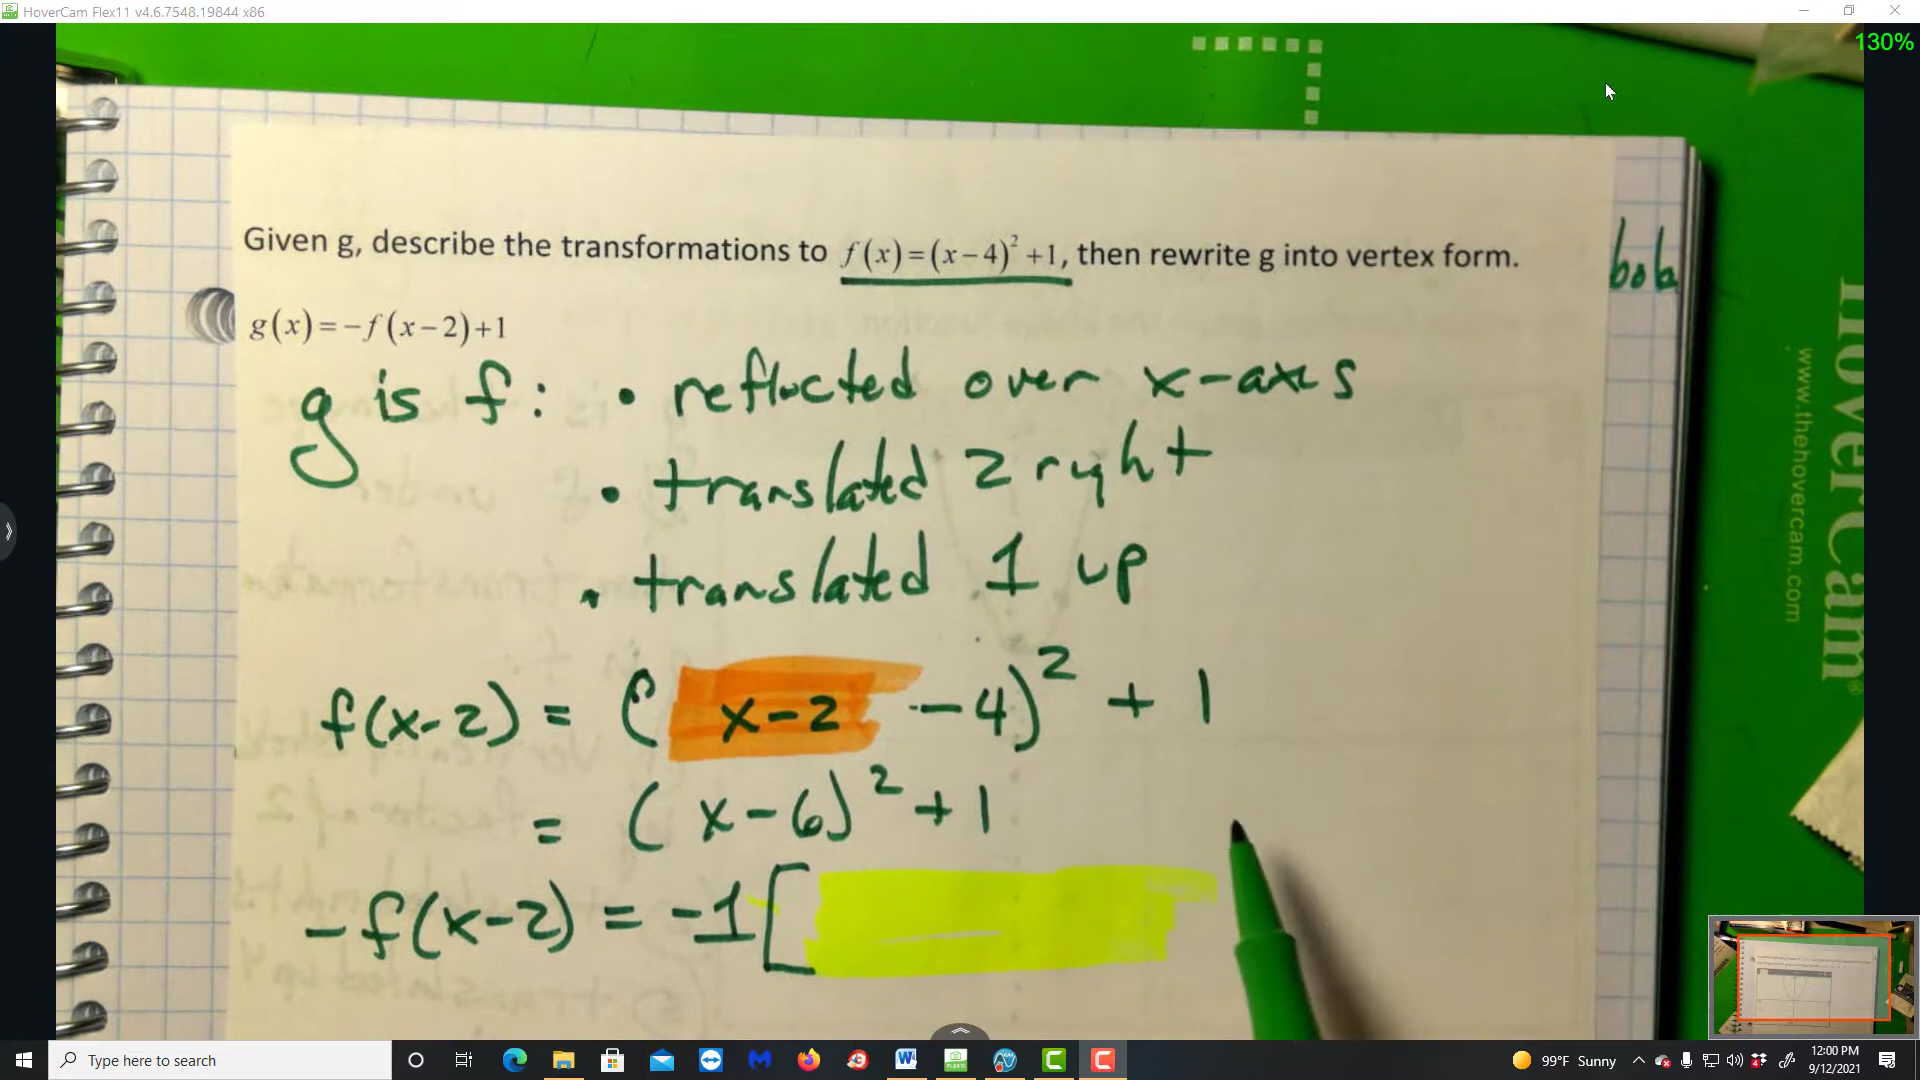 HoverCam Flex11 v4.6.7548.19844 x86
130%
Given g, describe the transformations to f(x)=(x−4)²+1, then rewrite g into vertex form.
bola
g(x)=−f(x−2)+1
g is f: • reflected over x-axis
• translated 2 right
• translated 1 up
f(x-2) = ( x-2 -4)² + 1
= (x-6)² + 1
-f(x-2) = -1[
HoverCam
www.thehovercam.com
Type here to search
99°F Sunny
12:00 PM
9/12/2021